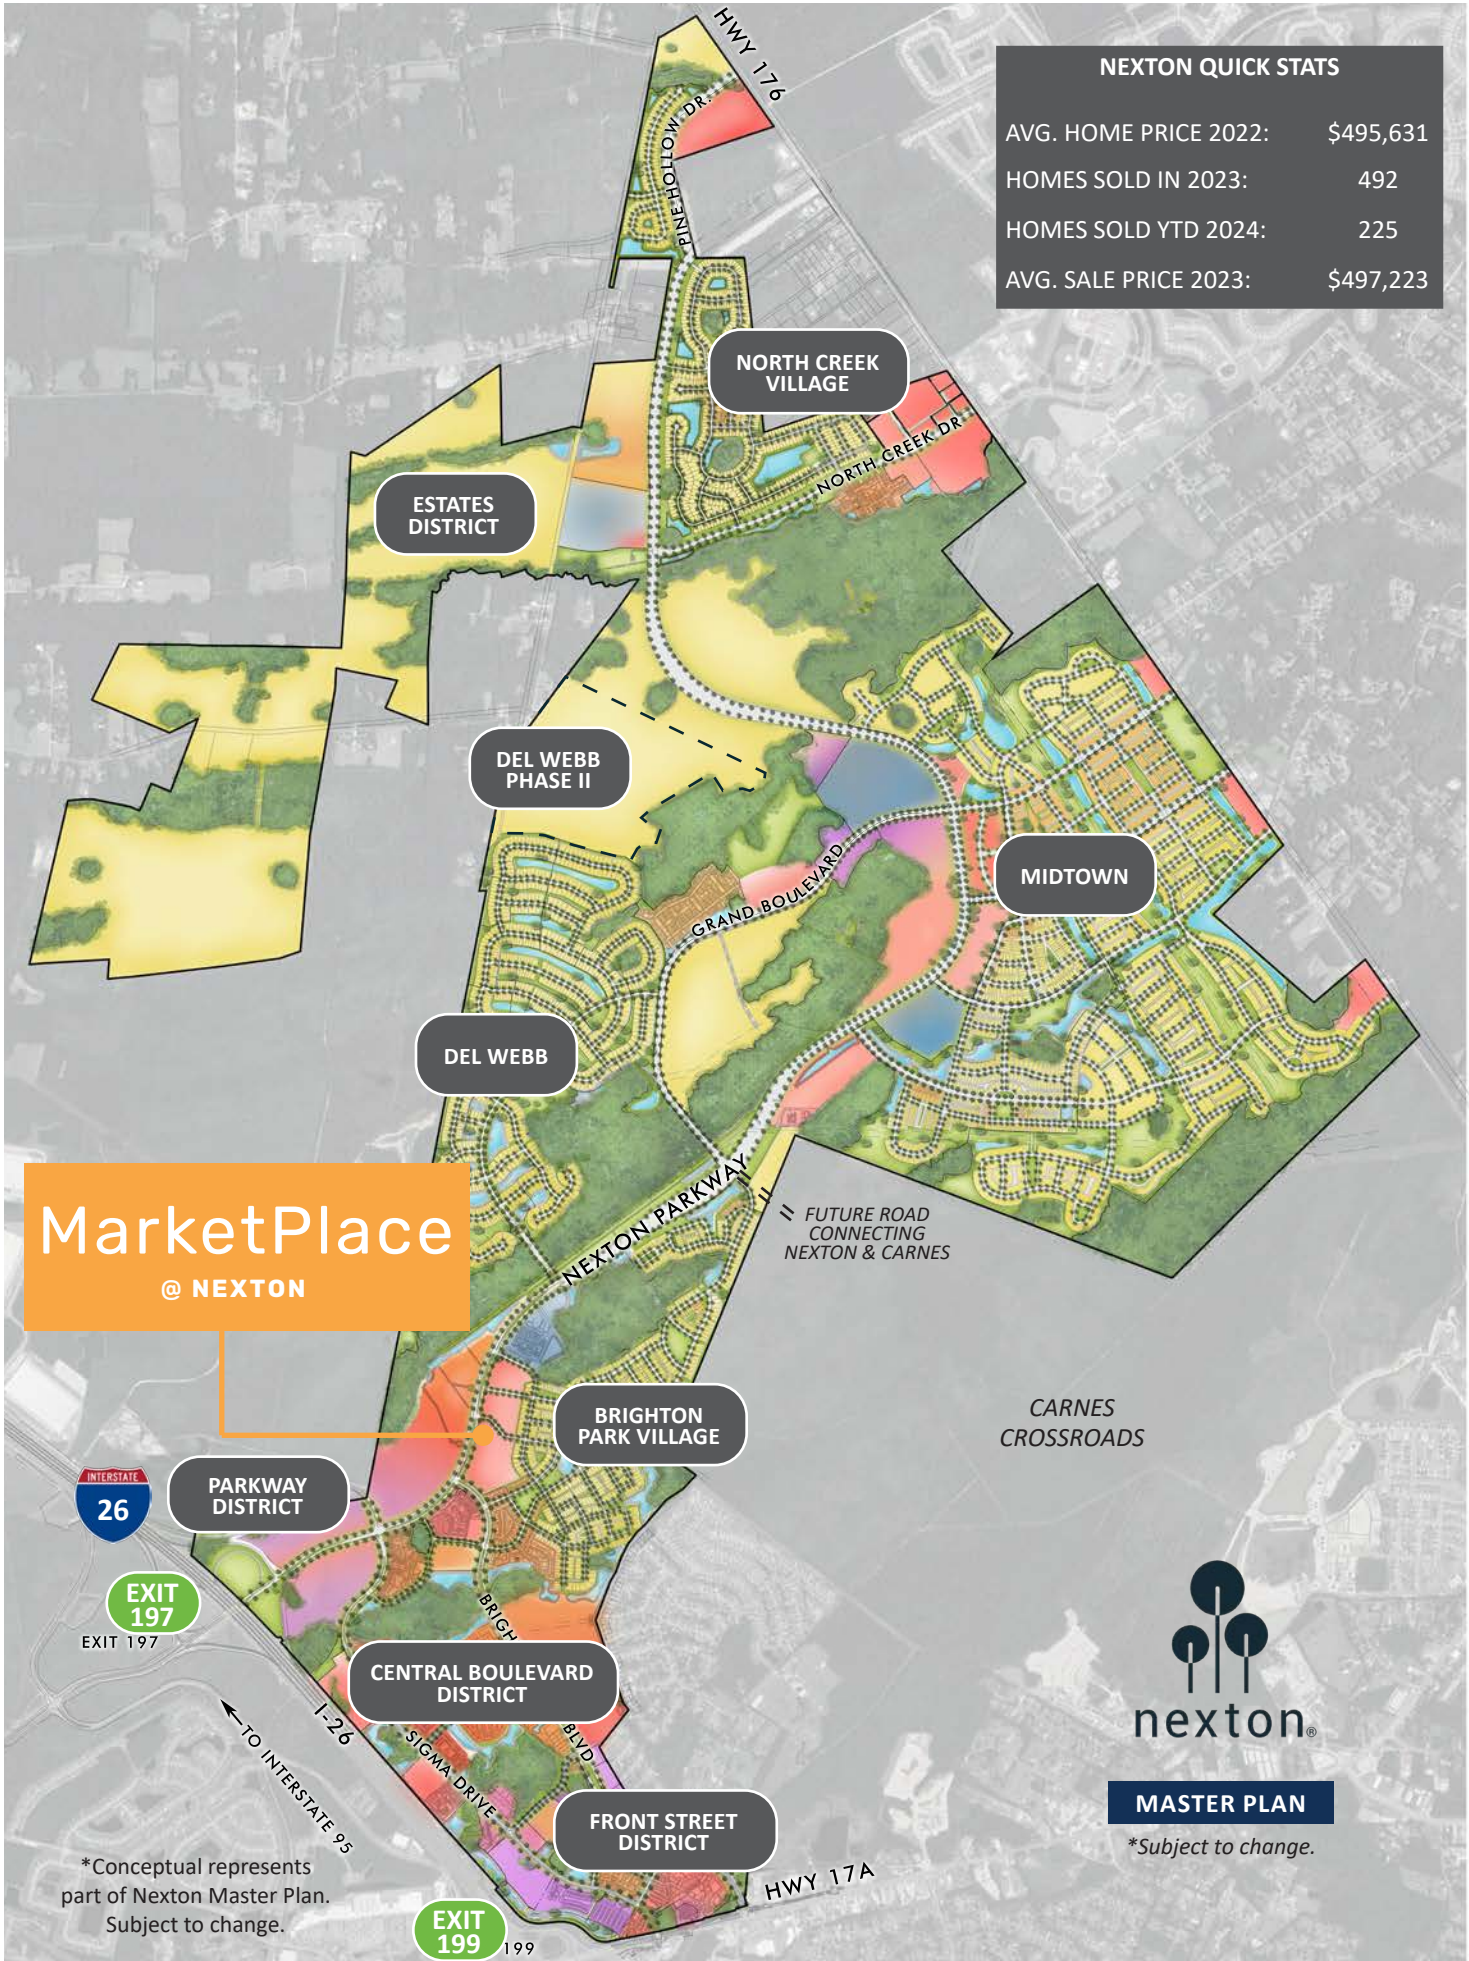 HWY 176
NEXTON QUICK STATS
AVG. HOME PRICE 2022: $495,631
HOMES SOLD IN 2023: 492
HOMES SOLD YTD 2024: 225
AVG. SALE PRICE 2023: $497,223
PINE HOLLOW DR.
NORTH CREEK
VILLAGE
NORTH CREEK DR
ESTATES
DISTRICT
DEL WEBB
PHASE II
MIDTOWN
GRAND BOULEVARD
DEL WEBB
MarketPlace
@ NEXTON
NEXTON PARKWAY
FUTURE ROAD
CONNECTING
NEXTON & CARNES
BRIGHTON
PARK VILLAGE
CARNES
CROSSROADS
PARKWAY
DISTRICT
INTERSTATE
26
EXIT
197
EXIT 197
BRIGH
CENTRAL BOULEVARD
DISTRICT
BLVD
I-26
TO INTERSTATE 95
SIGMA DRIVE
FRONT STREET
DISTRICT
HWY 17A
EXIT
199
199
nexton®
MASTER PLAN
*Subject to change.
*Conceptual represents
part of Nexton Master Plan.
Subject to change.